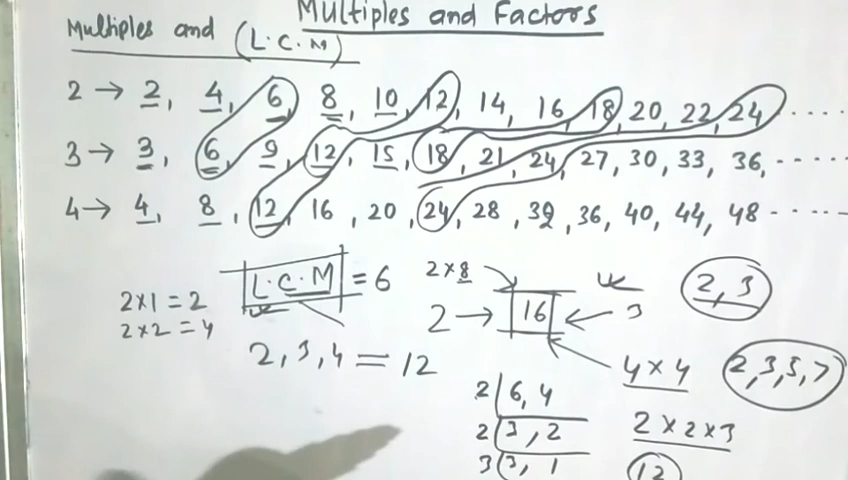 Multiples and Factors
Multiples and (L.C.M)
2 → 2, 4, 6, 8, 10, 12, 14, 16, 18, 20, 22, 24 .....
3 → 3, 6, 9, 12, 15, 18, 21, 24, 27, 30, 33, 36, .....
4 → 4, 8, 12, 16, 20, 24, 28, 32, 36, 40, 44, 48 .....
L.C.M = 6
2×1 = 2
2×2 = 4
2, 3, 4 = 12
2×8
2 → 16 ← 3
4×4
2, 3
2, 3, 5, 7
2 | 6, 4
2 | 3, 2
3 | 3, 1
2×2×3
12